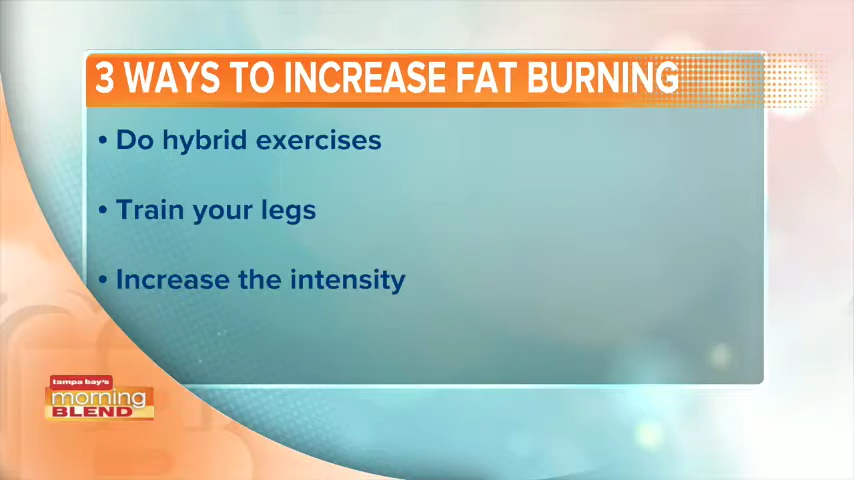 3 WAYS TO INCREASE FAT BURNING
• Do hybrid exercises
• Train your legs
• Increase the intensity
tampa bay's
morning
BLEND